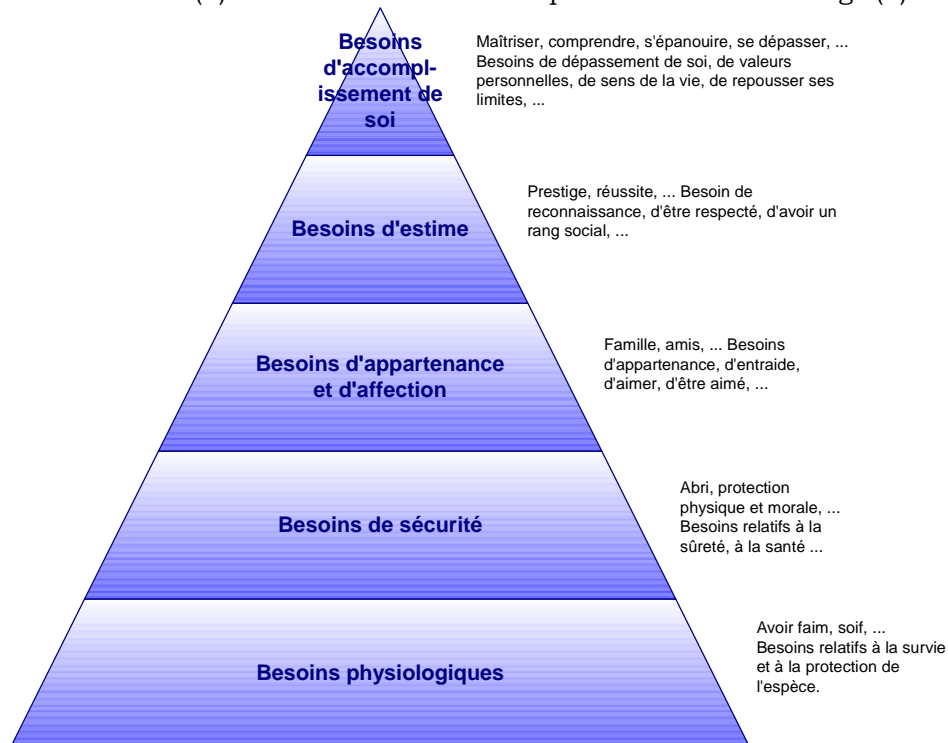 Besoins
d'accompl-
issement de
soi
Maîtriser, comprendre, s'épanouire, se dépasser, ...
Besoins de dépassement de soi, de valeurs
personnelles, de sens de la vie, de repousser ses
limites, ...
Besoins d'estime
Prestige, réussite, ... Besoin de
reconnaissance, d'être respecté, d'avoir un
rang social, ...
Besoins d'appartenance
et d'affection
Famille, amis, ... Besoins
d'appartenance, d'entraide,
d'aimer, d'être aimé, ...
Besoins de sécurité
Abri, protection
physique et morale, ...
Besoins relatifs à la
sûreté, à la santé ...
Besoins physiologiques
Avoir faim, soif, ...
Besoins relatifs à la survie
et à la protection de
l'espèce.